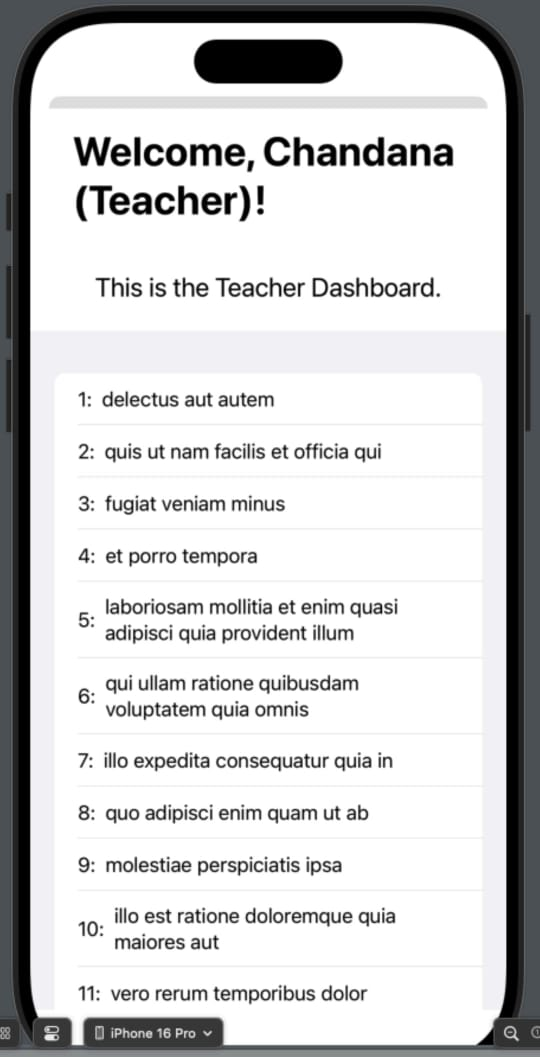 Welcome, Chandana
(Teacher)!
This is the Teacher Dashboard.
1: delectus aut autem
2: quis ut nam facilis et officia qui
3: fugiat veniam minus
4: et porro tempora
5: laboriosam mollitia et enim quasi
adipisci quia provident illum
6: qui ullam ratione quibusdam
voluptatem quia omnis
7: illo expedita consequatur quia in
8: quo adipisci enim quam ut ab
9: molestiae perspiciatis ipsa
10: illo est ratione doloremque quia
maiores aut
11: vero rerum temporibus dolor
iPhone 16 Pro